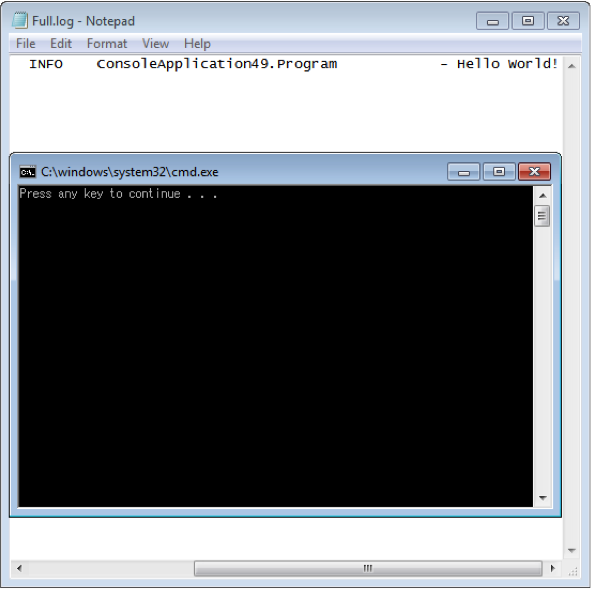 Full.log - Notepad
File Edit Format View Help
INFO ConsoleApplication49.Program - Hello World!
C:\windows\system32\cmd.exe
Press any key to continue . . .